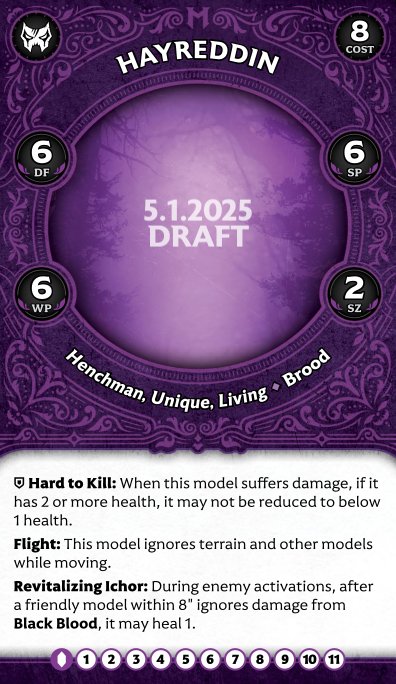 HAYREDDIN
8
COST
6
DF
6
SP
5.1.2025
DRAFT
6
WP
2
SZ
Henchman, Unique, Living ♦ Brood
Hard to Kill: When this model suffers damage, if it
has 2 or more health, it may not be reduced to below
1 health.
Flight: This model ignores terrain and other models
while moving.
Revitalizing Ichor: During enemy activations, after
a friendly model within 8" ignores damage from
Black Blood, it may heal 1.
1 2 3 4 5 6 7 8 9 10 11